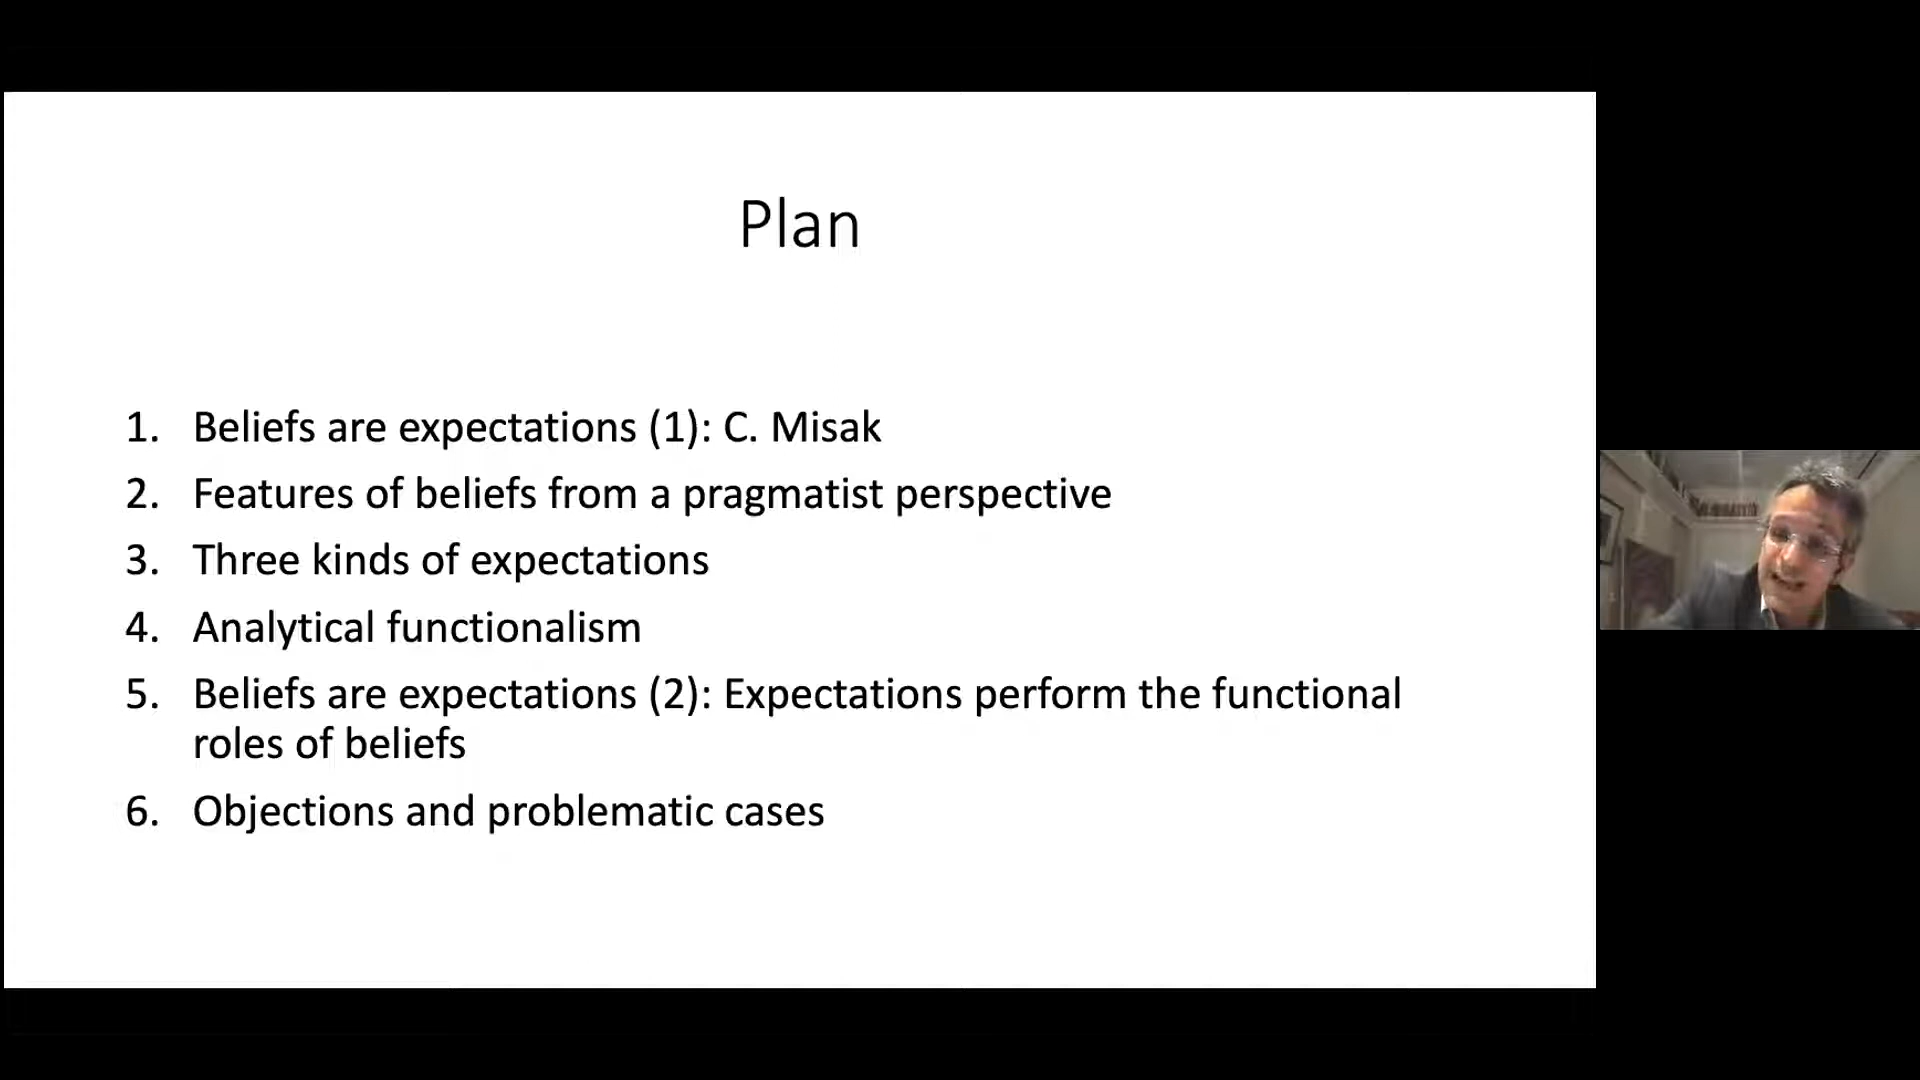 Plan
1. Beliefs are expectations (1): C. Misak
2. Features of beliefs from a pragmatist perspective
3. Three kinds of expectations
4. Analytical functionalism
5. Beliefs are expectations (2): Expectations perform the functional
roles of beliefs
6. Objections and problematic cases